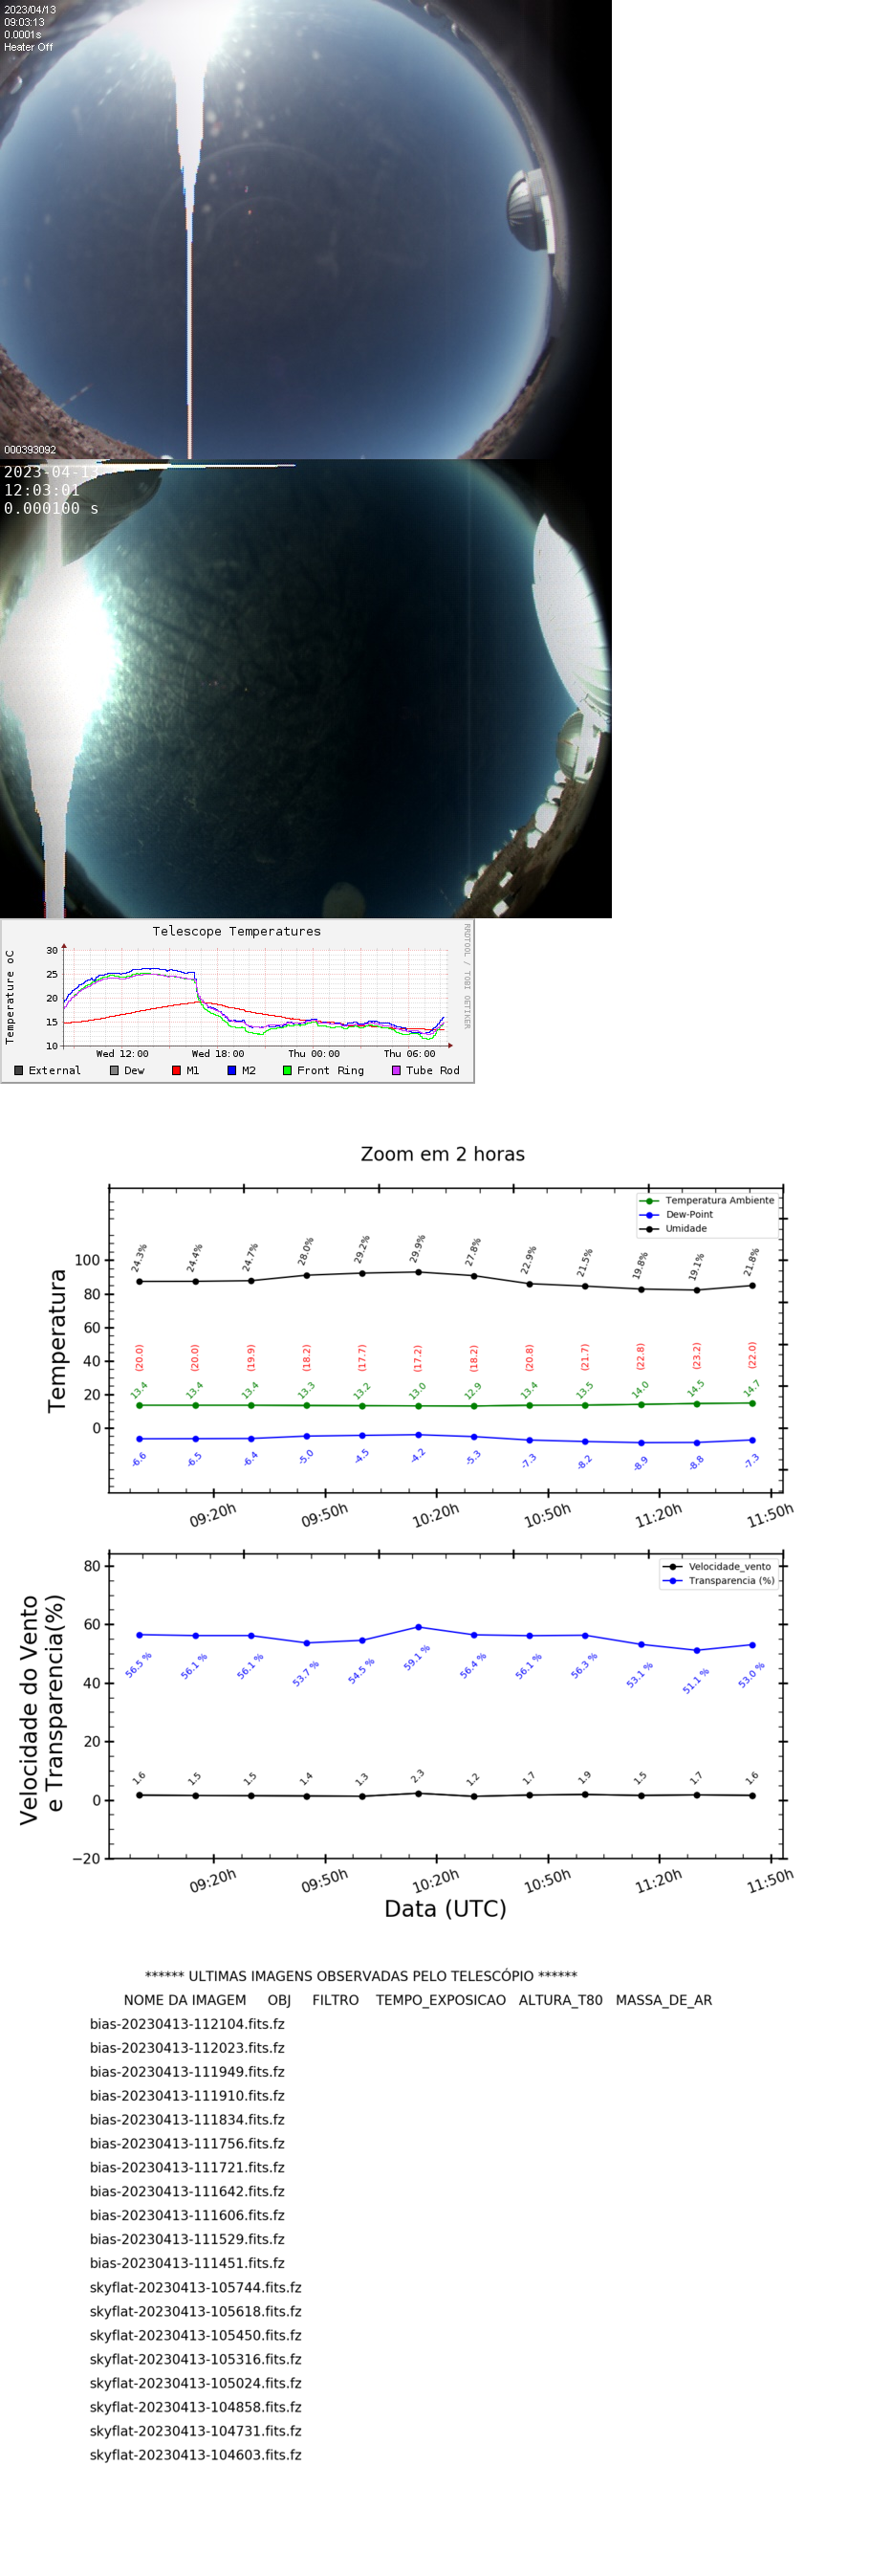 2023/04/13
09:03:13
0.0001s
Heater Off
000393092
2023-04-13
12:03:01
0.000100 s
Telescope Temperatures
RRDTOOL / TOBI OETIKER
Temperature oC
30
25
20
15
10
Wed 12:00 Wed 18:00 Thu 00:00 Thu 06:00
External Dew M1 M2 Front Ring Tube Rod
Zoom em 2 horas
Temperatura Ambiente
Dew-Point
Umidade
Temperatura
100
80
60
40
20
0
24.3% 24.4% 24.7% 28.0% 29.2% 29.9% 27.8% 22.9% 21.5% 19.8% 19.1% 21.8%
(20.0) (20.0) (19.9) (18.2) (17.7) (17.2) (18.2) (20.8) (21.7) (22.8) (23.2) (22.0)
13.4 13.4 13.4 13.3 13.2 13.0 12.9 13.4 13.5 14.0 14.5 14.7
-6.6 -6.5 -6.4 -5.0 -4.5 -4.2 -5.3 -7.3 -8.2 -8.9 -8.8 -7.3
09:20h 09:50h 10:20h 10:50h 11:20h 11:50h
Velocidade_vento
Transparencia (%)
Velocidade do Vento
e Transparencia(%)
80
60
40
20
0
−20
56.5 % 56.1 % 56.1 % 53.7 % 54.5 % 59.1 % 56.4 % 56.1 % 56.3 % 53.1 % 51.1 % 53.0 %
1.6 1.5 1.5 1.4 1.3 2.3 1.2 1.7 1.9 1.5 1.7 1.6
09:20h 09:50h 10:20h 10:50h 11:20h 11:50h
Data (UTC)
****** ULTIMAS IMAGENS OBSERVADAS PELO TELESCÓPIO ******
NOME DA IMAGEM OBJ FILTRO TEMPO_EXPOSICAO ALTURA_T80 MASSA_DE_AR
bias-20230413-112104.fits.fz
bias-20230413-112023.fits.fz
bias-20230413-111949.fits.fz
bias-20230413-111910.fits.fz
bias-20230413-111834.fits.fz
bias-20230413-111756.fits.fz
bias-20230413-111721.fits.fz
bias-20230413-111642.fits.fz
bias-20230413-111606.fits.fz
bias-20230413-111529.fits.fz
bias-20230413-111451.fits.fz
skyflat-20230413-105744.fits.fz
skyflat-20230413-105618.fits.fz
skyflat-20230413-105450.fits.fz
skyflat-20230413-105316.fits.fz
skyflat-20230413-105024.fits.fz
skyflat-20230413-104858.fits.fz
skyflat-20230413-104731.fits.fz
skyflat-20230413-104603.fits.fz